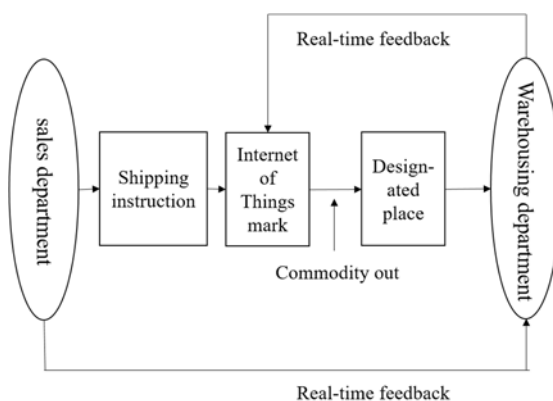 Real-time feedback
sales department
Shipping
instruction
Internet
of
Things
mark
Design-
ated
place
Warehousing department
Commodity out
Real-time feedback